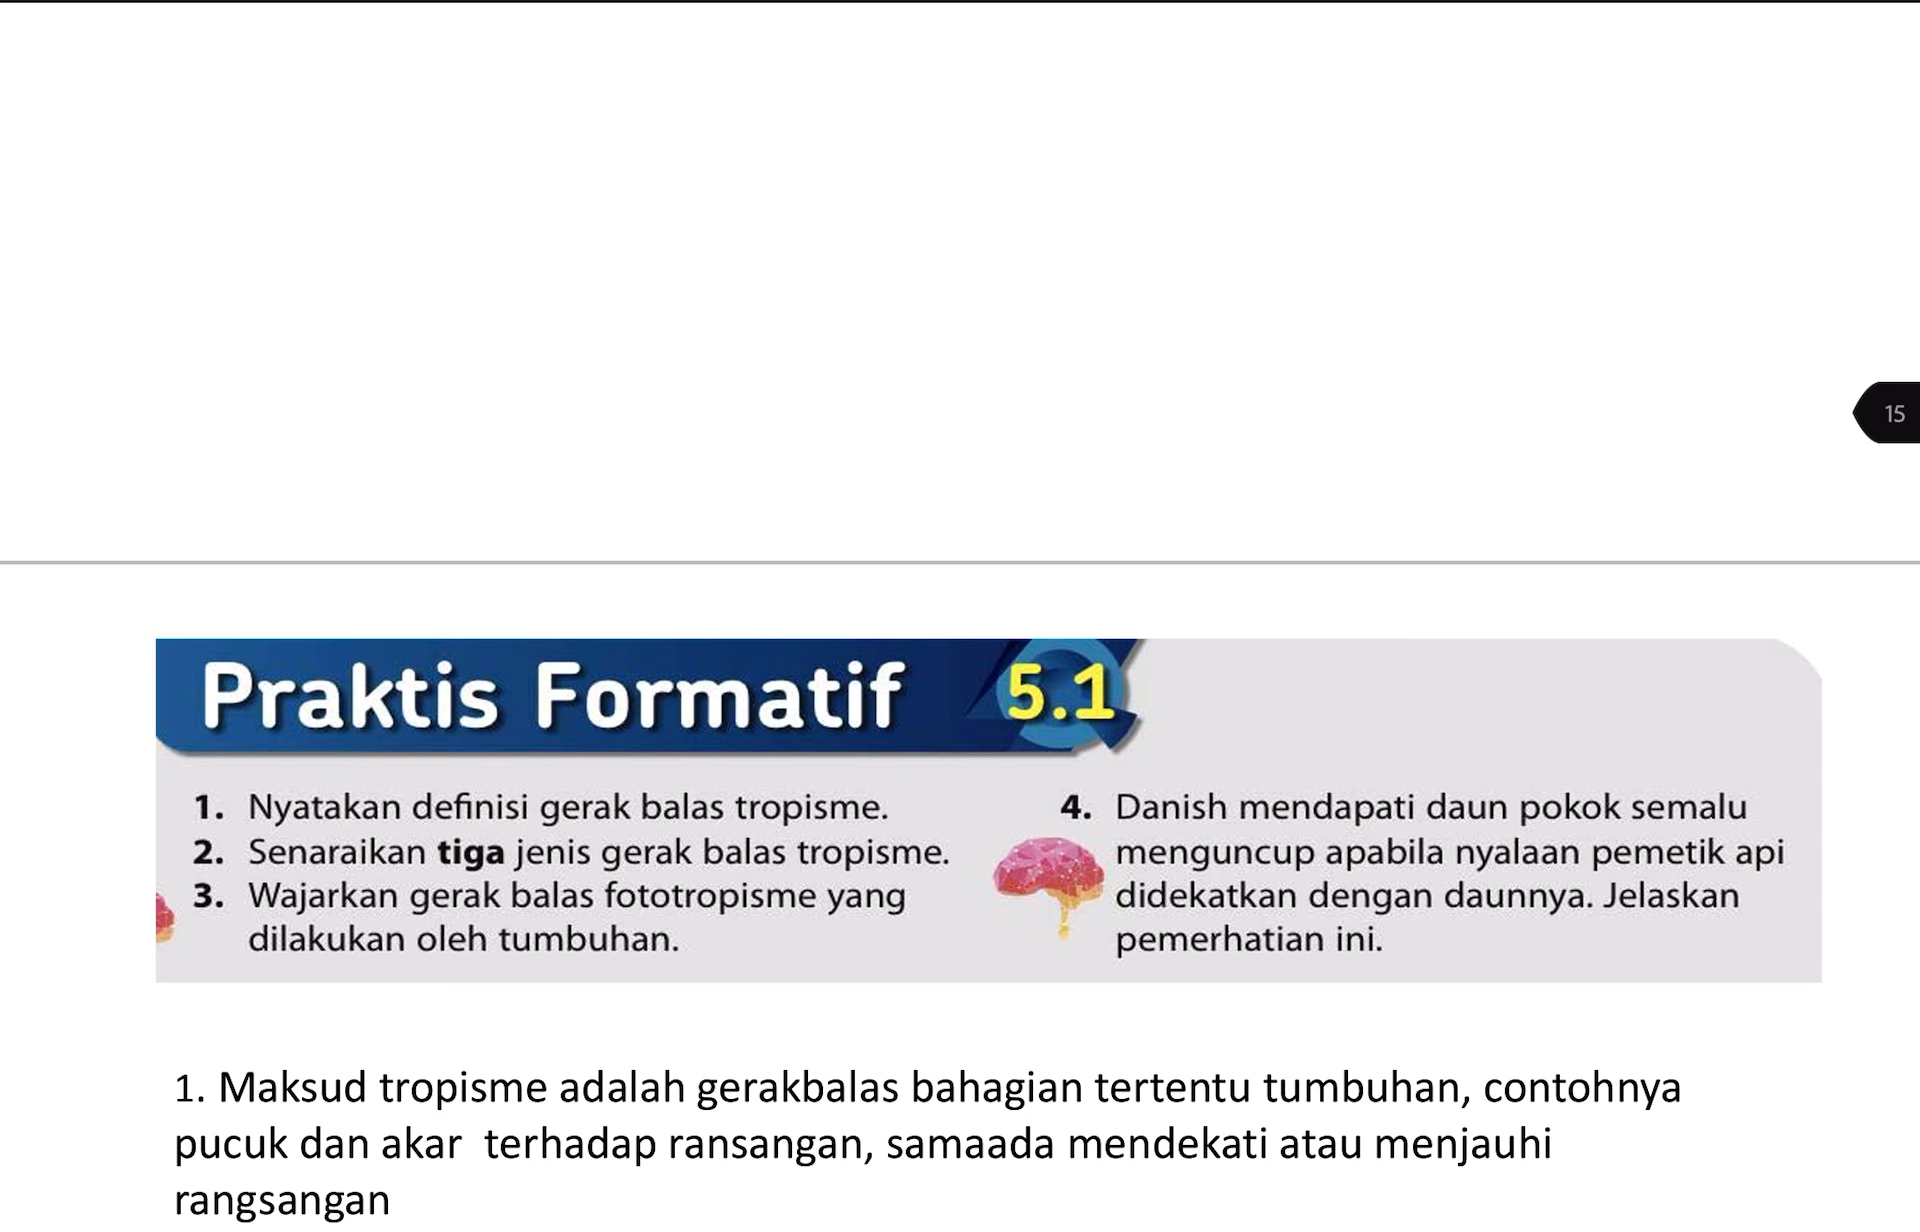 15
Praktis Formatif 5.1
1. Nyatakan definisi gerak balas tropisme.
2. Senaraikan tiga jenis gerak balas tropisme.
3. Wajarkan gerak balas fototropisme yang
dilakukan oleh tumbuhan.
4. Danish mendapati daun pokok semalu
menguncup apabila nyalaan pemetik api
didekatkan dengan daunnya. Jelaskan
pemerhatian ini.
1. Maksud tropisme adalah gerakbalas bahagian tertentu tumbuhan, contohnya
pucuk dan akar  terhadap ransangan, samaada mendekati atau menjauhi
rangsangan